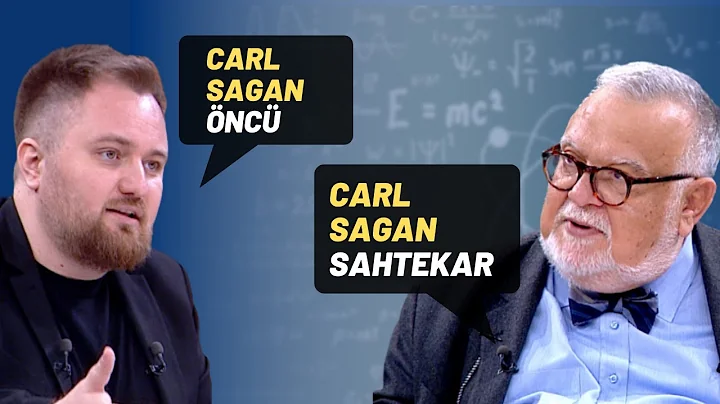 CARL
SAGAN
ÖNCÜ
CARL
SAGAN
SAHTEKAR
E = mc²